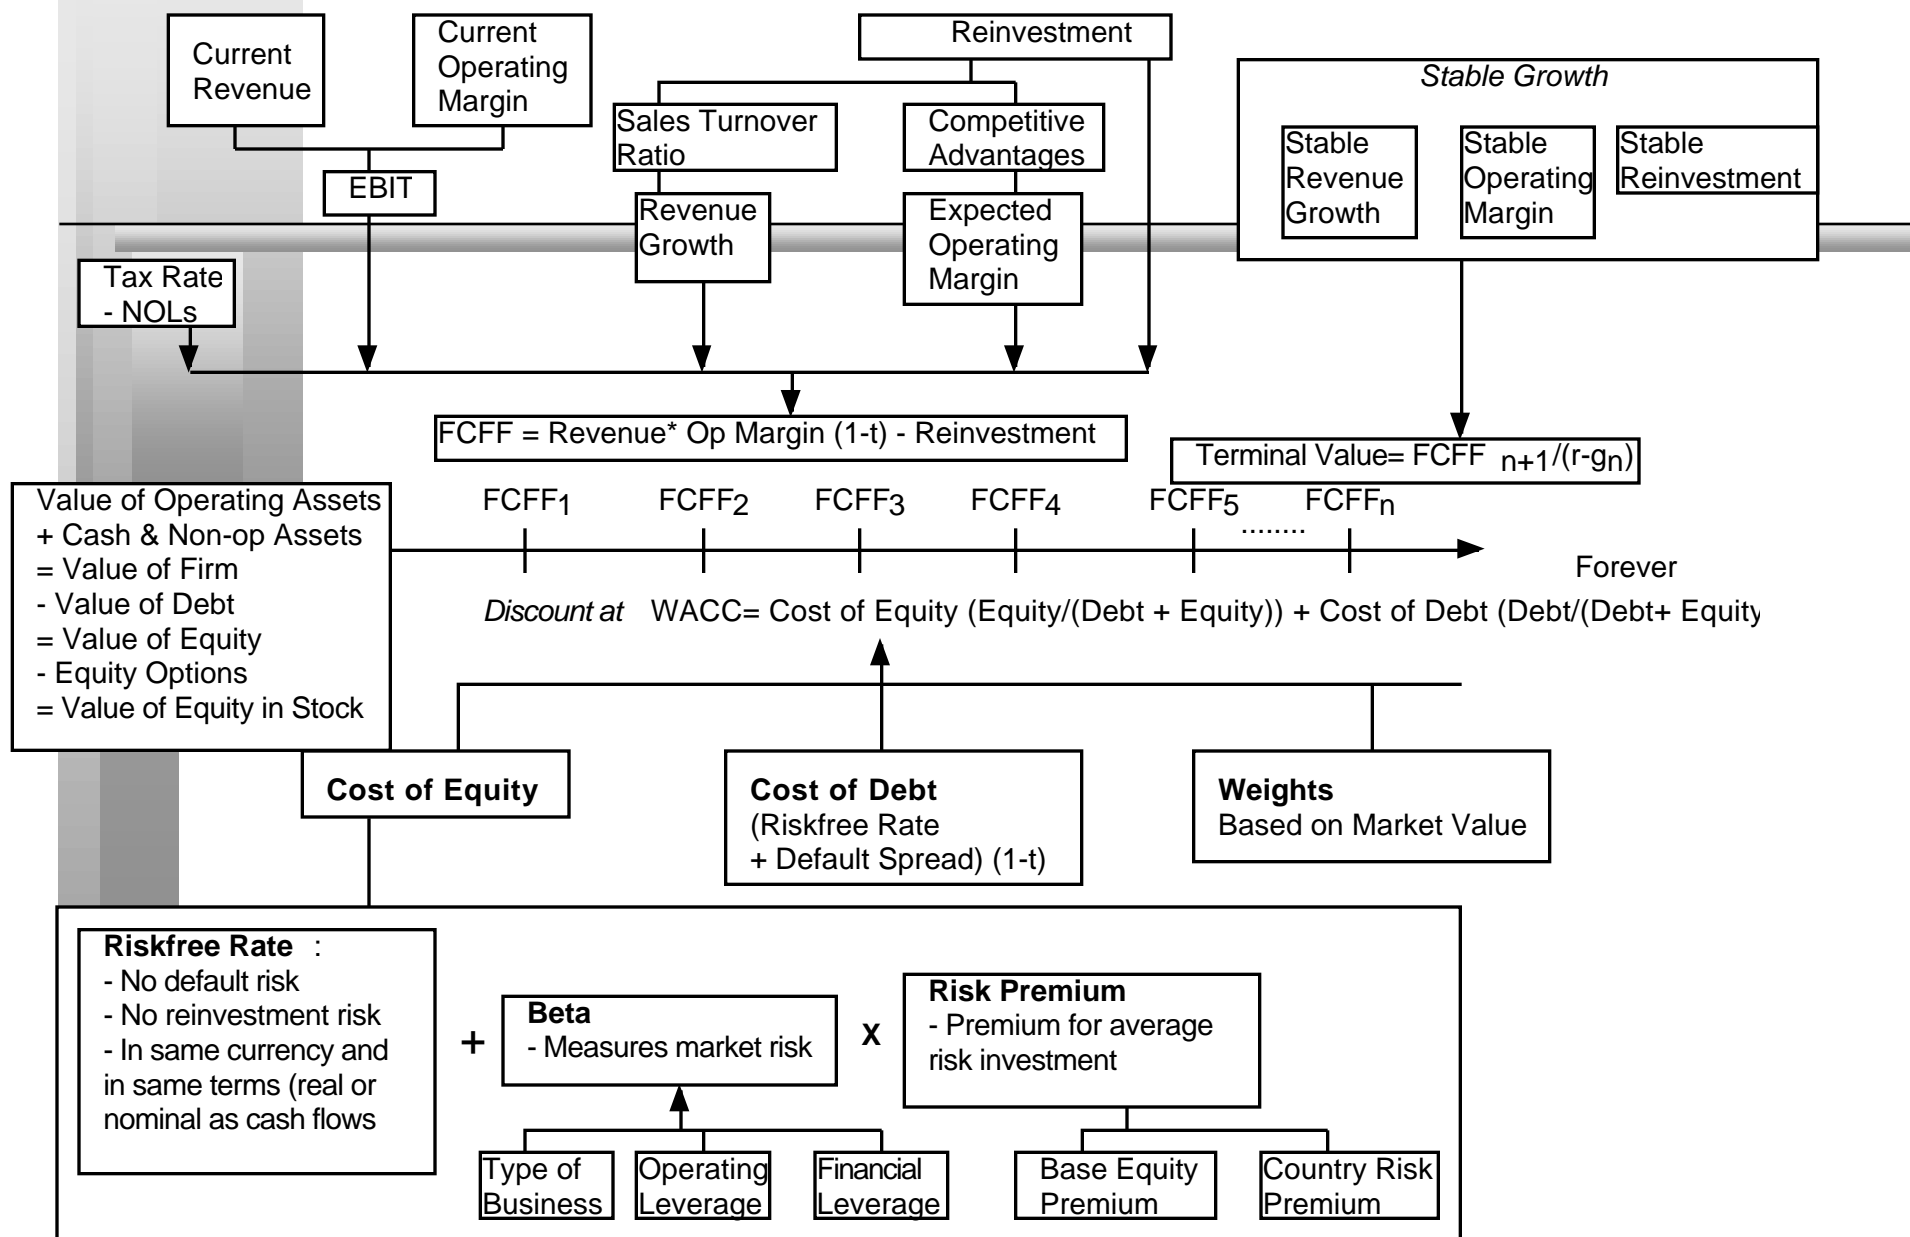 Current
Revenue
Current
Operating
Margin
Reinvestment
Stable Growth
Sales Turnover
Ratio
Competitive
Advantages
Stable
Revenue
Growth
Stable
Operating
Margin
Stable
Reinvestment
EBIT
Revenue
Growth
Expected
Operating
Margin
Tax Rate
- NOLs
FCFF = Revenue* Op Margin (1-t) - Reinvestment
Terminal Value= FCFF n+1/(r-gn)
Value of Operating Assets
+ Cash & Non-op Assets
= Value of Firm
- Value of Debt
= Value of Equity
- Equity Options
= Value of Equity in Stock
FCFF1 FCFF2 FCFF3 FCFF4 FCFF5 ........ FCFFn
Forever
Discount at WACC= Cost of Equity (Equity/(Debt + Equity)) + Cost of Debt (Debt/(Debt+ Equity
Cost of Equity
Cost of Debt
(Riskfree Rate
+ Default Spread) (1-t)
Weights
Based on Market Value
Riskfree Rate :
- No default risk
- No reinvestment risk
- In same currency and
in same terms (real or
nominal as cash flows
+
Beta
- Measures market risk
X
Risk Premium
- Premium for average
risk investment
Type of
Business
Operating
Leverage
Financial
Leverage
Base Equity
Premium
Country Risk
Premium